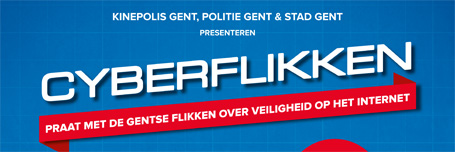 KINEPOLIS GENT, POLITIE GENT & STAD GENT
PRESENTEREN
CYBERFLIKKEN
PRAAT MET DE GENTSE FLIKKEN OVER VEILIGHEID OP HET INTERNET